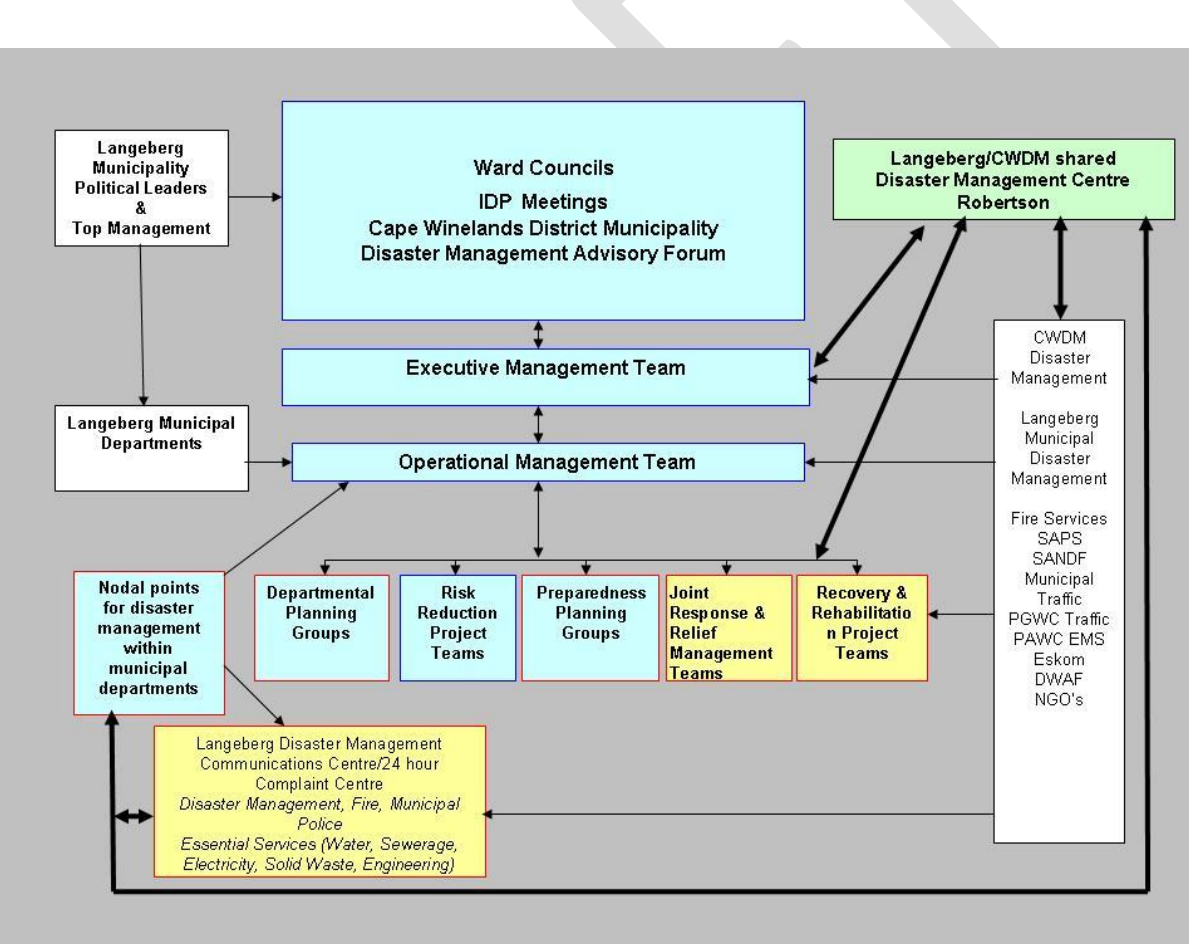 Langeberg
Municipality
Political Leaders
&
Top Management
Ward Councils
IDP Meetings
Cape Winelands District Municipality
Disaster Management Advisory Forum
Langeberg/CWDM shared
Disaster Management Centre
Robertson
Executive Management Team
Langeberg Municipal
Departments
Operational Management Team
CWDM
Disaster
Management
Langeberg
Municipal
Disaster
Management
Fire Services
SAPS
SANDF
Municipal
Traffic
PGWC Traffic
PAWC EMS
Eskom
DWAF
NGO's
Nodal points
for disaster
management
within
municipal
departments
Departmental
Planning
Groups
Risk
Reduction
Project
Teams
Preparedness
Planning
Groups
Joint
Response &
Relief
Management
Teams
Recovery &
Rehabilitatio
n Project
Teams
Langeberg Disaster Management
Communications Centre/24 hour
Complaint Centre
Disaster Management, Fire, Municipal
Police
Essential Services (Water, Sewerage,
Electricity, Solid Waste, Engineering)